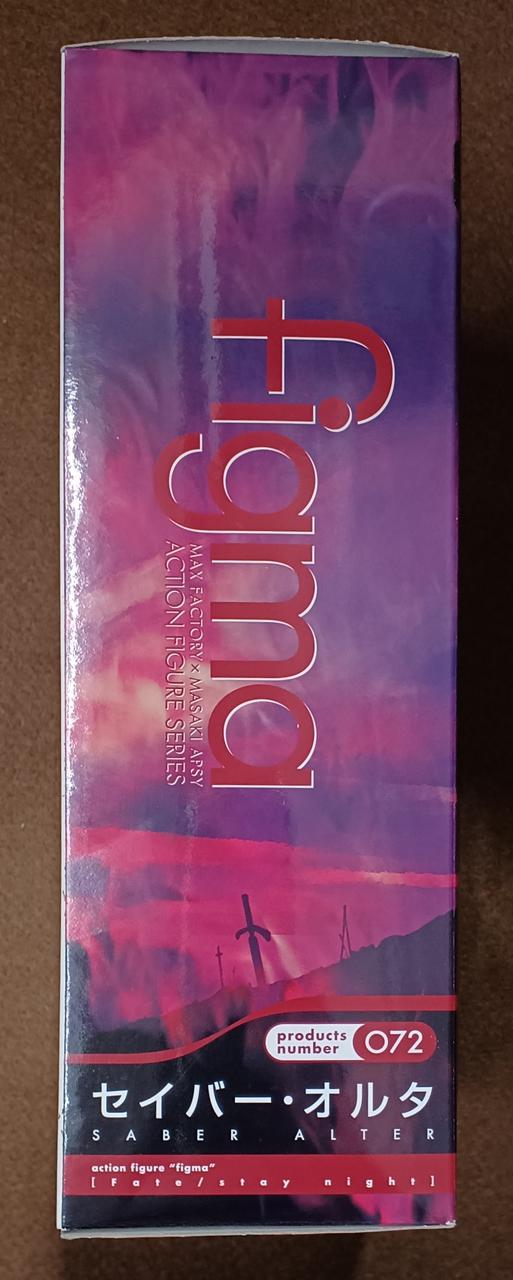 figma
MAX FACTORY × MASAKI APSY
ACTION FIGURE SERIES
products
number
072
セイバー・オルタ
SABER ALTER
action figure “figma”
[Fate/stay night]